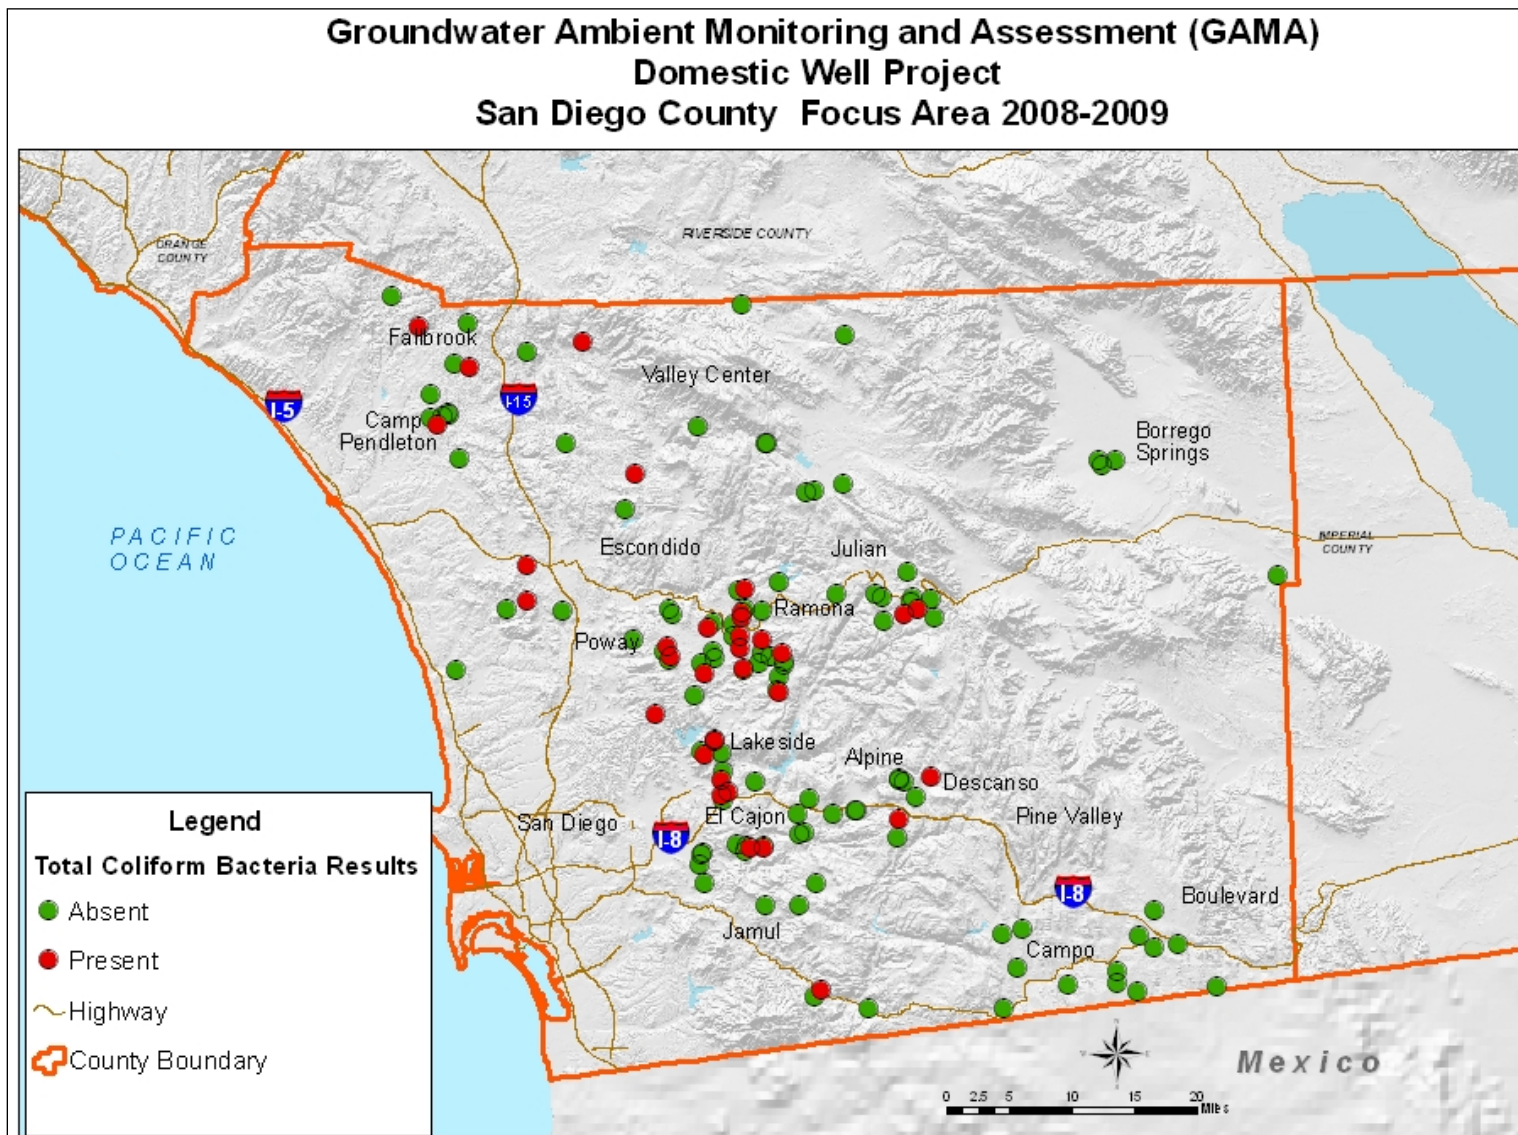 Groundwater Ambient Monitoring and Assessment (GAMA)
Domestic Well Project
San Diego County Focus Area 2008-2009
ORANGE
COUNTY
RIVERSIDE COUNTY
Fallbrook
Valley Center
I-5
I-15
Camp
Pendleton
Borrego
Springs
PACIFIC
OCEAN
Escondido
Julian
IMPERIAL
COUNTY
Ramona
Poway
Lakeside
Alpine
Descanso
San Diego
I-8
El Cajon
Pine Valley
I-8
Boulevard
Jamul
Campo
Mexico
Legend
Total Coliform Bacteria Results
Absent
Present
Highway
County Boundary
0 2.5 5 10 15 20
Miles